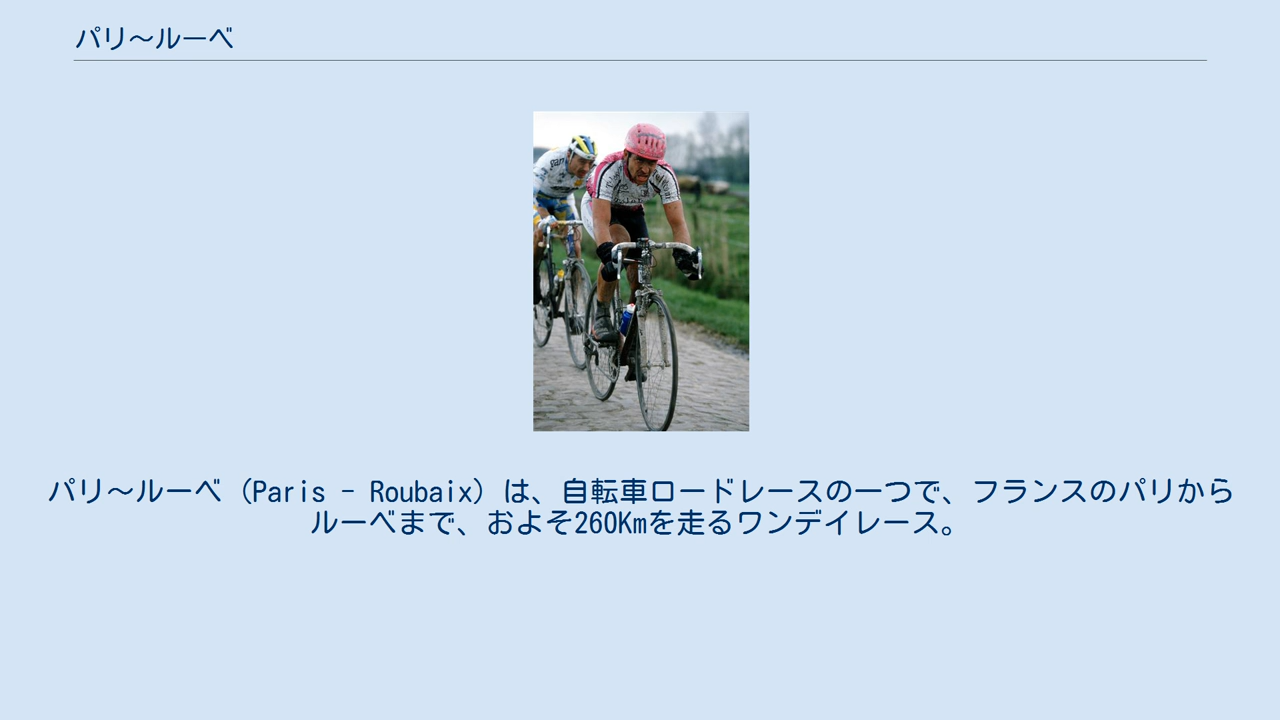 パリ～ルーベ
パリ～ルーベ（Paris - Roubaix）は、自転車ロードレースの一つで、フランスのパリから
ルーベまで、およそ260Kmを走るワンデイレース。